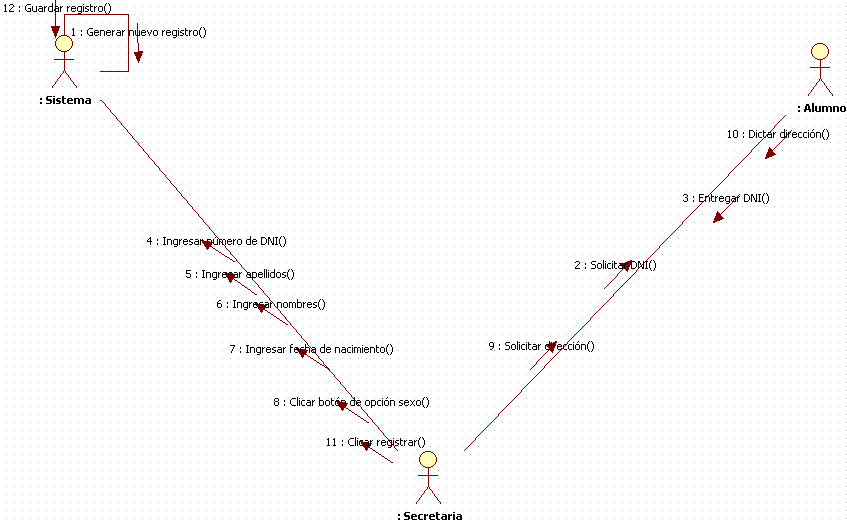 12 : Guardar registro()
1 : Generar nuevo registro()
: Sistema
: Alumno
10 : Dictar dirección()
3 : Entregar DNI()
4 : Ingresar número de DNI()
2 : Solicitar DNI()
5 : Ingresar apellidos()
6 : Ingresar nombres()
9 : Solicitar dirección()
7 : Ingresar fecha de nacimiento()
8 : Clicar botón de opción sexo()
11 : Clicar registrar()
: Secretaria